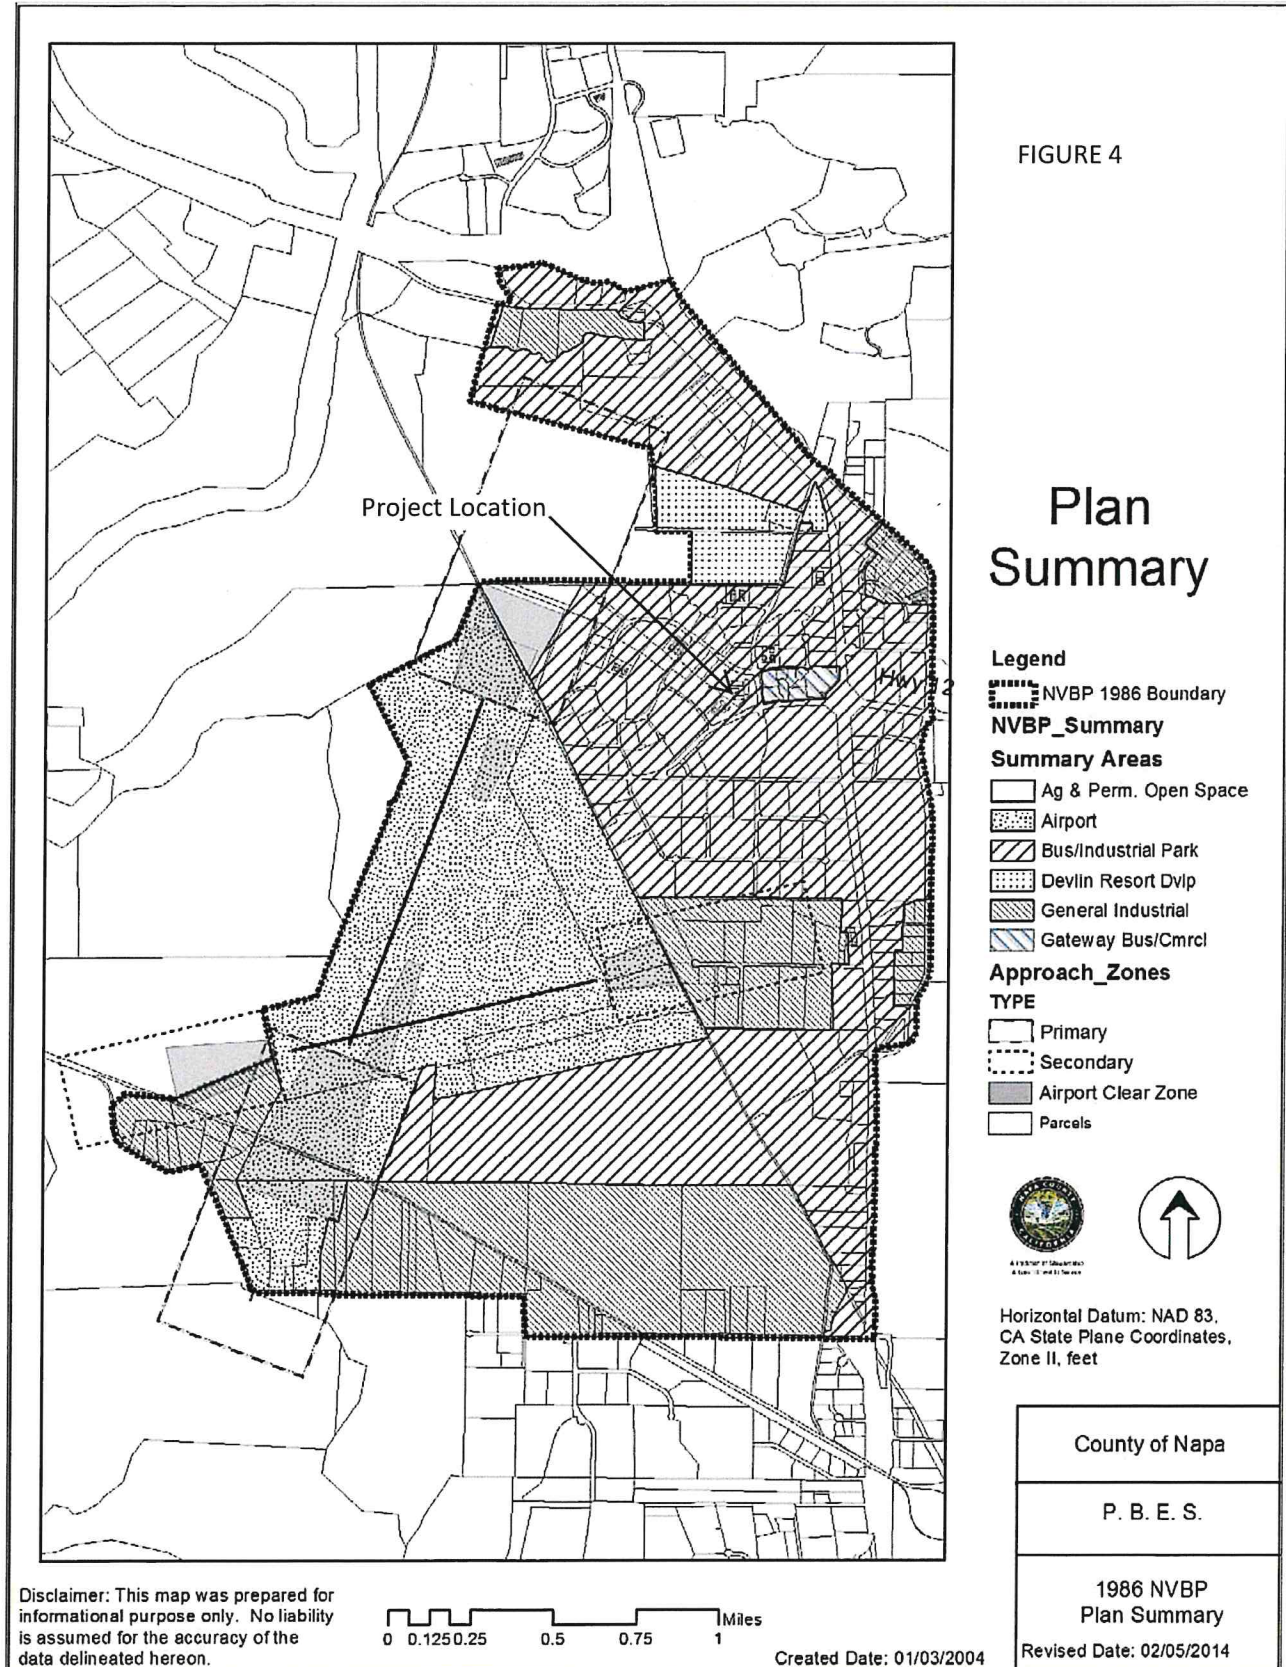 FIGURE 4
Project Location
Hwy 12
Plan
Summary
Legend
NVBP 1986 Boundary
NVBP_Summary
Summary Areas
Ag & Perm. Open Space
Airport
Bus/Industrial Park
Devlin Resort Dvlp
General Industrial
Gateway Bus/Cmrcl
Approach_Zones
TYPE
Primary
Secondary
Airport Clear Zone
Parcels
Horizontal Datum: NAD 83,
CA State Plane Coordinates,
Zone II, feet
County of Napa
P. B. E. S.
1986 NVBP
Plan Summary
Revised Date: 02/05/2014
Disclaimer: This map was prepared for
informational purpose only. No liability
is assumed for the accuracy of the
data delineated hereon.
Miles
0 0.125 0.25 0.5 0.75 1
Created Date: 01/03/2004